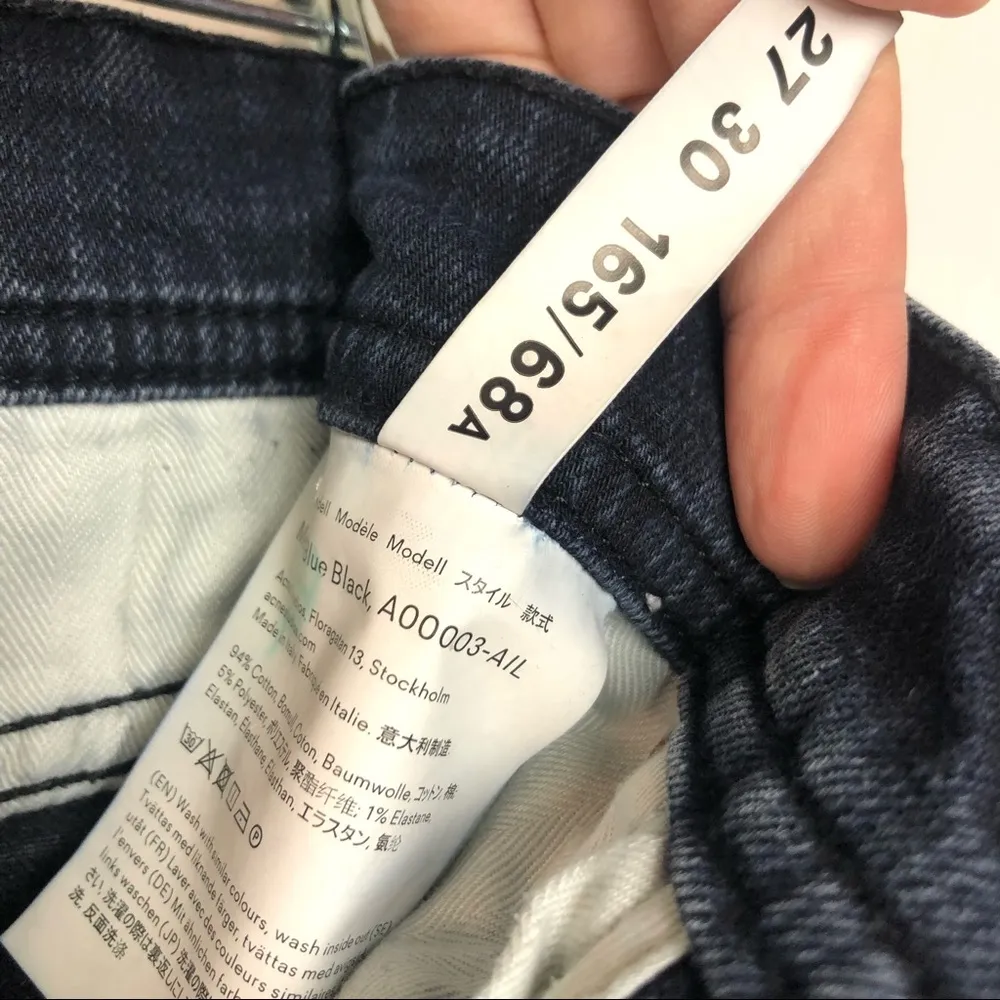 27 30 165/68A
Modèle Modell スタイル 款式
Blue Black, A00003-A/L
Floragatan 13, Stockholm
Made in Italy. Fabriqué en Italie. 意大利制造
94% Cotton, Bomull, Coton, Baumwolle, コットン, 棉
5% Polyester, ポリエステル, 聚酯纤维; 1% Elastane,
Elastan, Élasthane, Elasthan, エラスタン, 氨纶
30 P
(EN) Wash with similar colours, wash inside out (SE)
Tvättas med liknande färger, tvättas med
utåt (FR) Laver avec des couleurs similaires
l'envers (DE) Mit ähnlichen
links waschen (JP)
さい、洗濯の際は裏返しに
洗, 反面洗涤